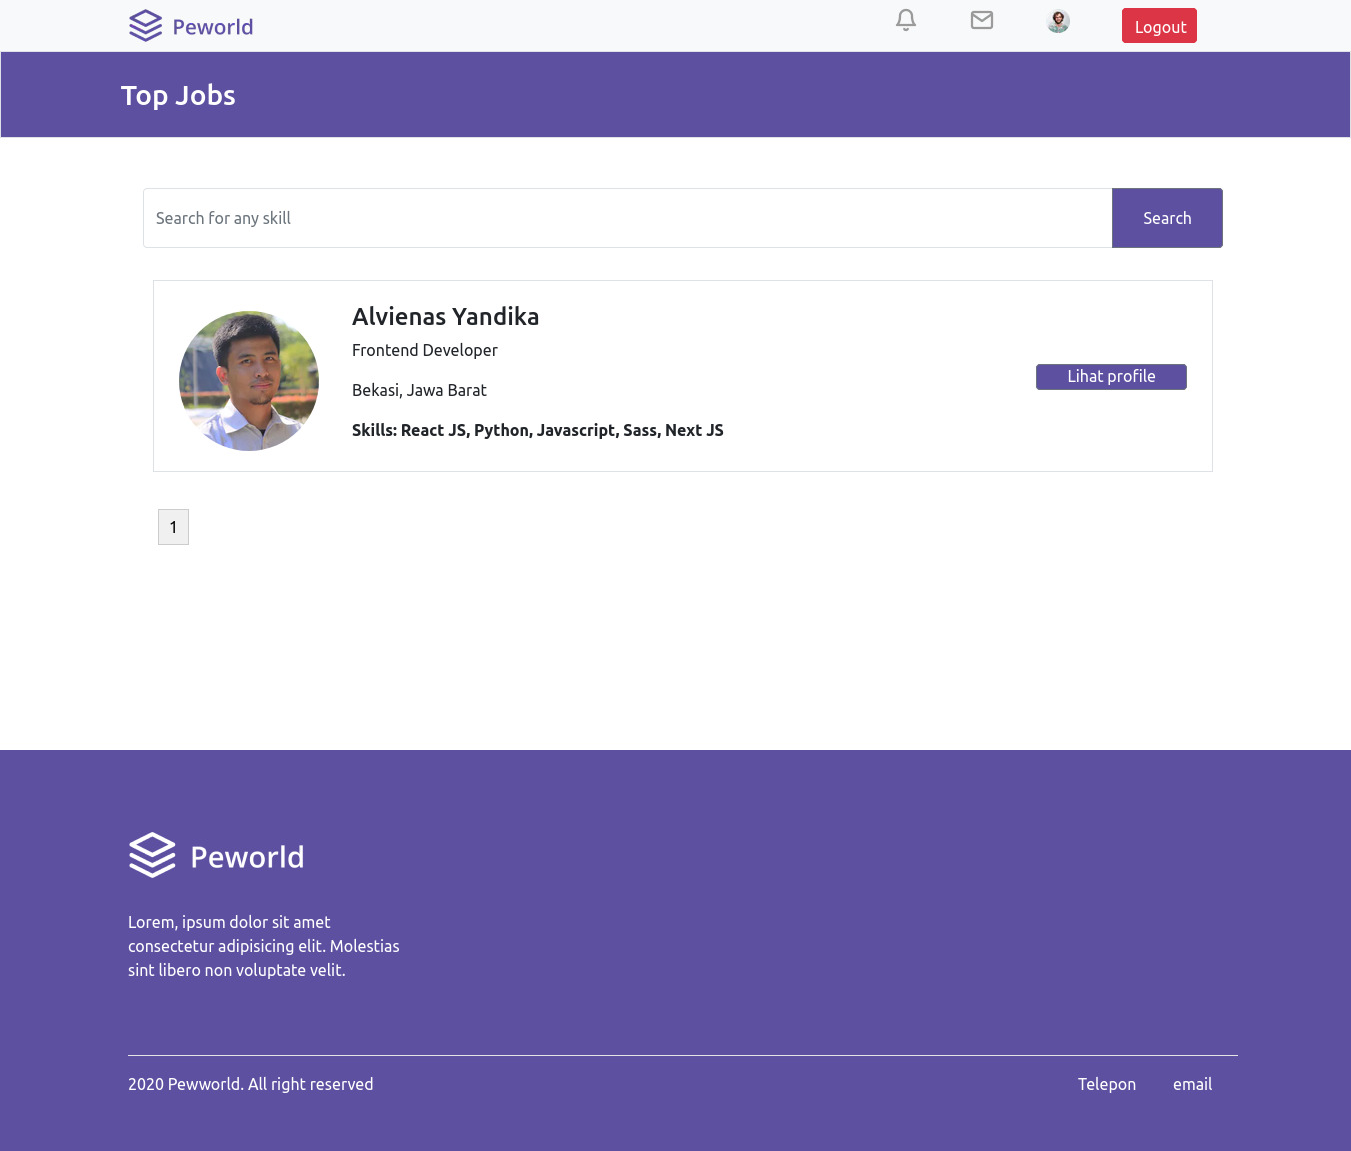 Peworld
Logout
Top Jobs
Search for any skill
Search
Alvienas Yandika
Frontend Developer
Bekasi, Jawa Barat
Skills: React JS, Python, Javascript, Sass, Next JS
Lihat profile
1
Peworld
Lorem, ipsum dolor sit amet
consectetur adipisicing elit. Molestias
sint libero non voluptate velit.
2020 Pewworld. All right reserved
Telepon
email